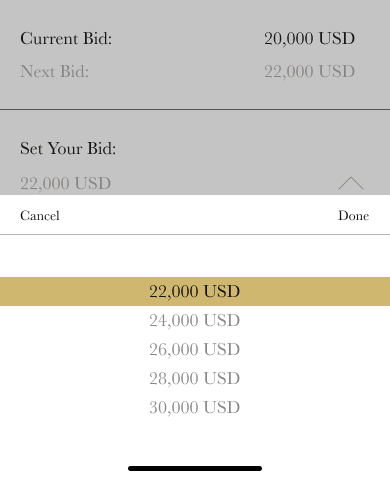 Current Bid: 20,000 USD
Next Bid: 22,000 USD
Set Your Bid:
22,000 USD
Cancel Done
22,000 USD
24,000 USD
26,000 USD
28,000 USD
30,000 USD